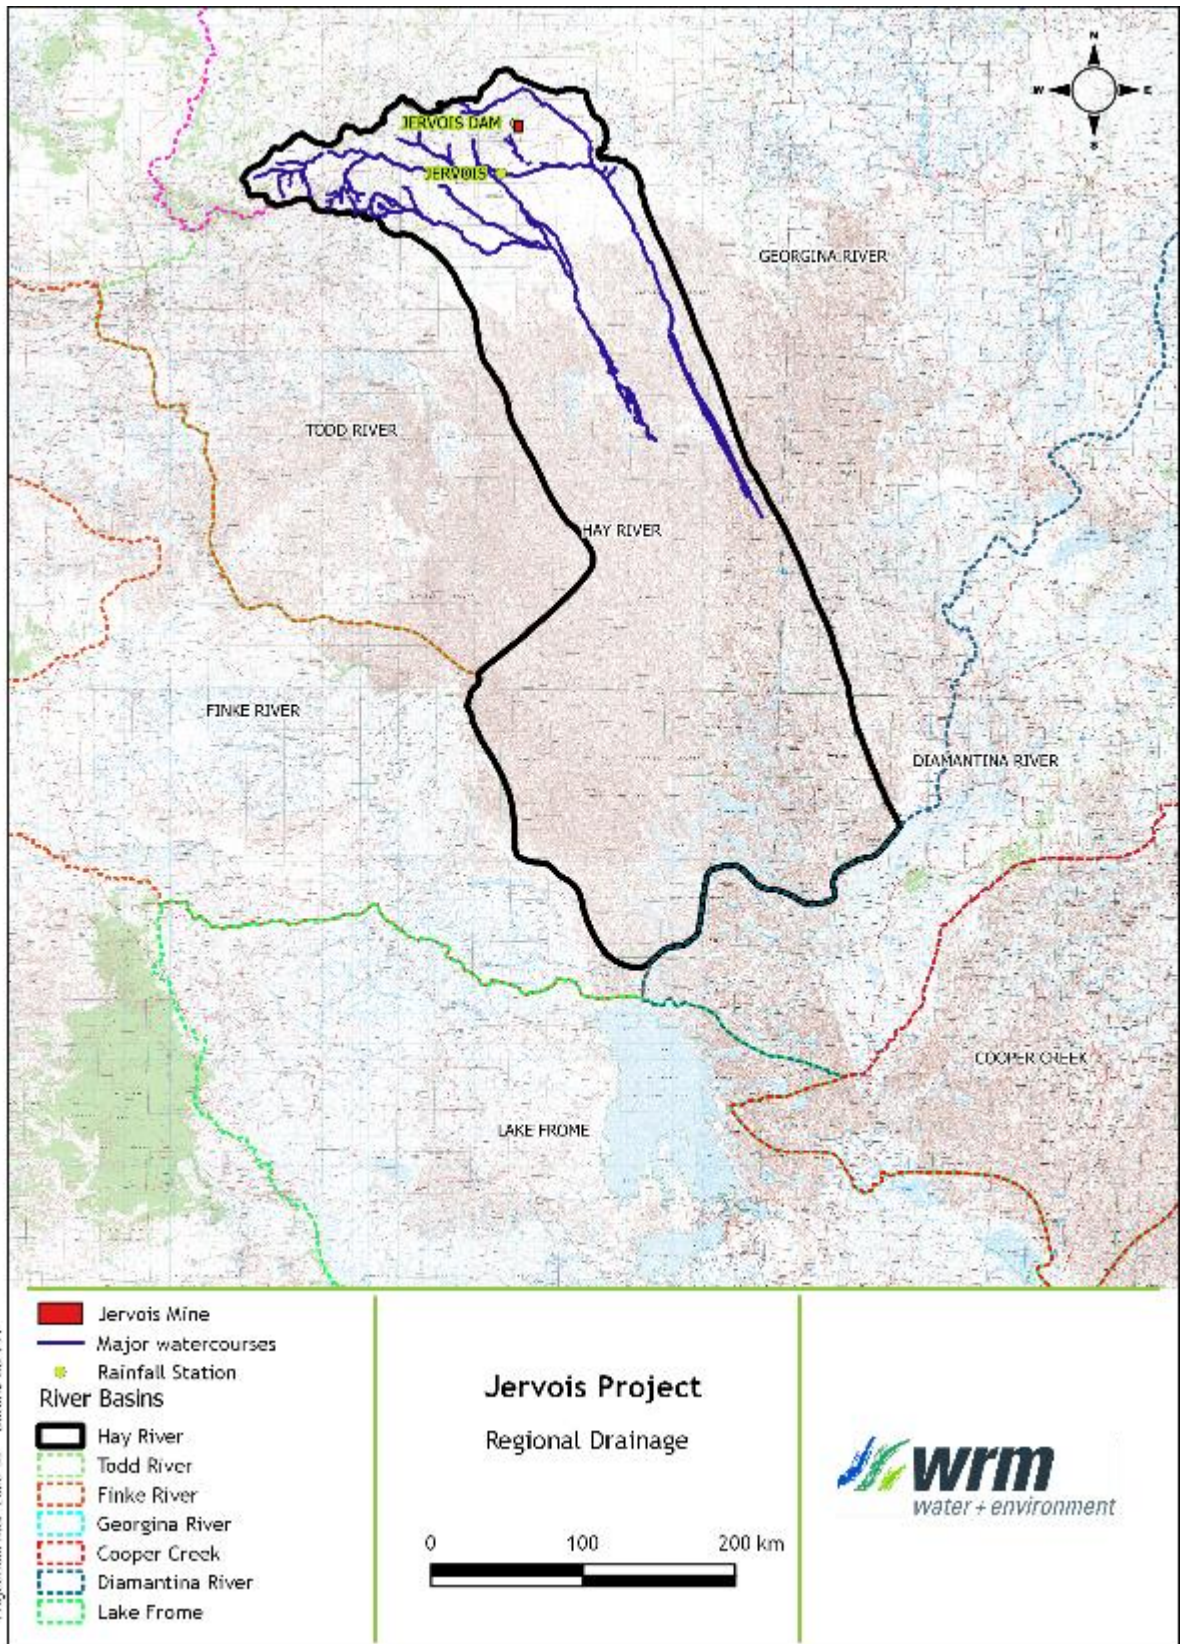 N
W
E
S
JERVOIS DAM
JERVOIS
GEORGINA RIVER
TODD RIVER
HAY RIVER
FINKE RIVER
DIAMANTINA RIVER
COOPER CREEK
LAKE FROME
Jervois Mine
Major watercourses
Rainfall Station
River Basins
Hay River
Todd River
Finke River
Georgina River
Cooper Creek
Diamantina River
Lake Frome
Jervois Project
Regional Drainage
0 100 200 km
wrm
water + environment